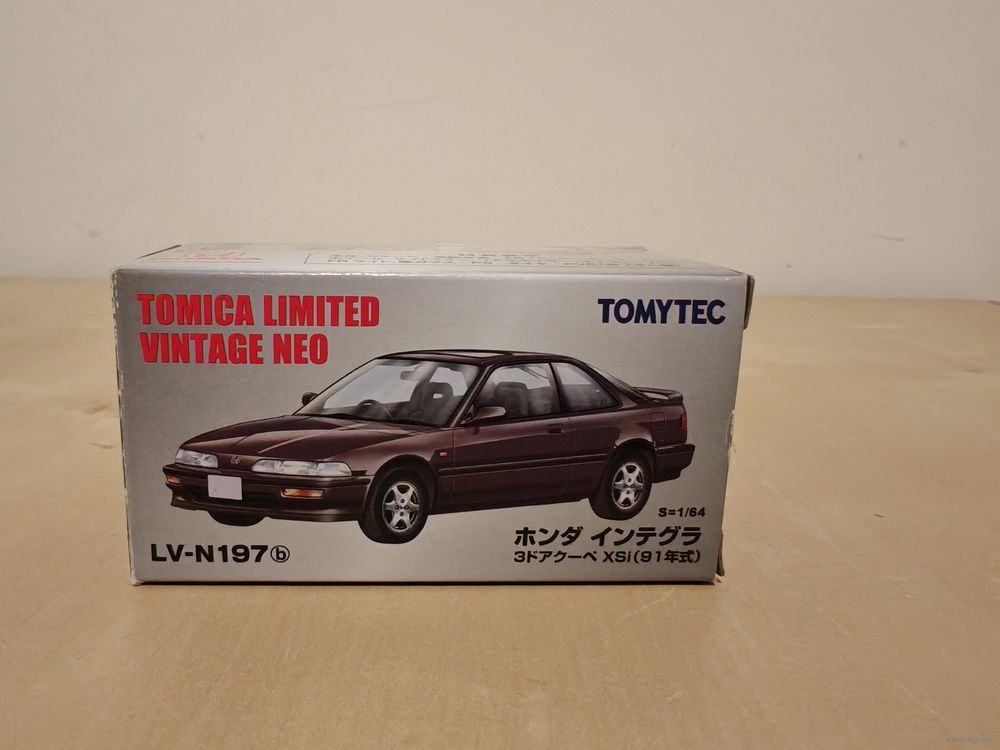 TOMICA LIMITED
VINTAGE NEO
TOMYTEC
S=1/64
LV-N197ⓑ
ホンダ インテグラ
3ドアクーペ XSi(91年式)